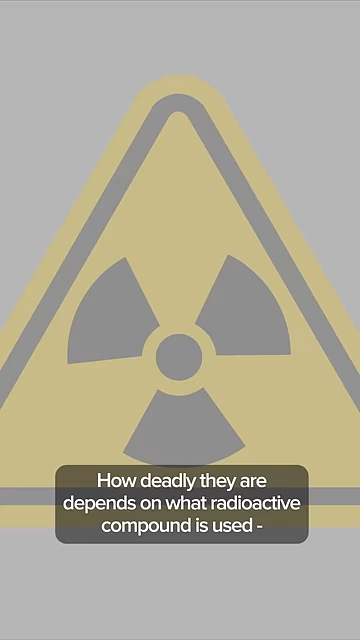 How deadly they are
depends on what radioactive
compound is used -